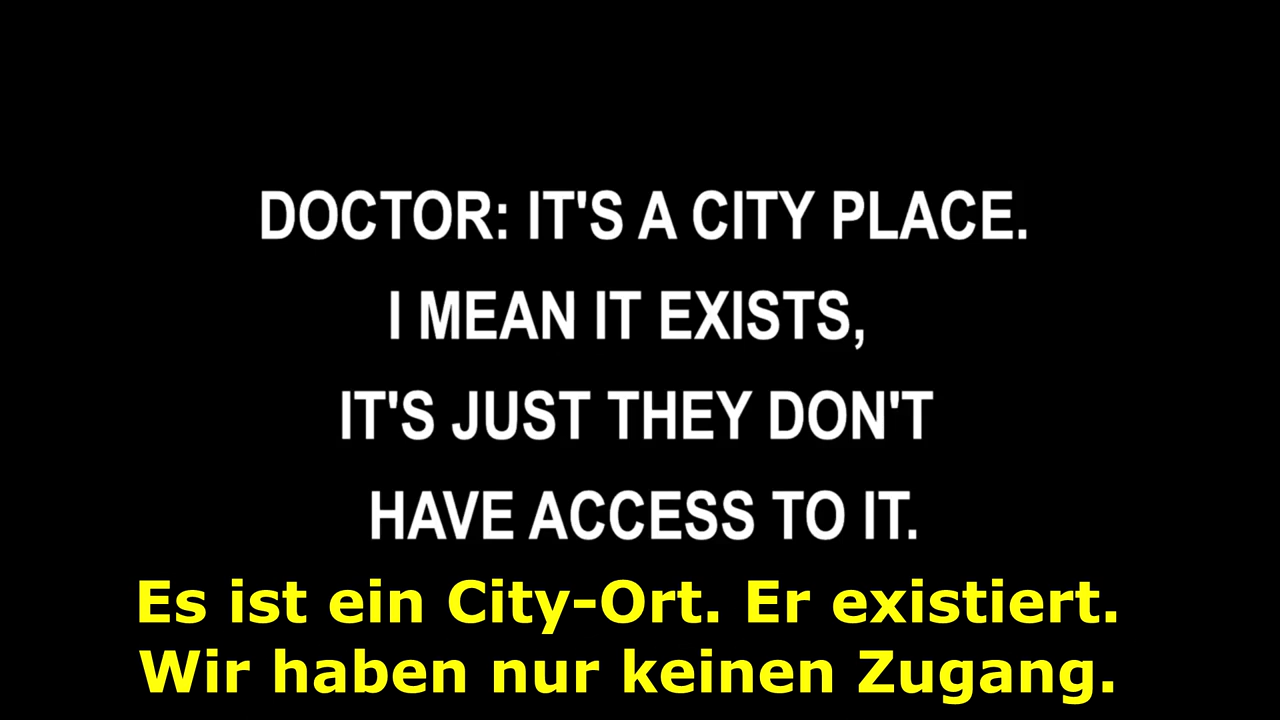 DOCTOR: IT'S A CITY PLACE.
I MEAN IT EXISTS,
IT'S JUST THEY DON'T
HAVE ACCESS TO IT.
Es ist ein City-Ort. Er existiert.
Wir haben nur keinen Zugang.